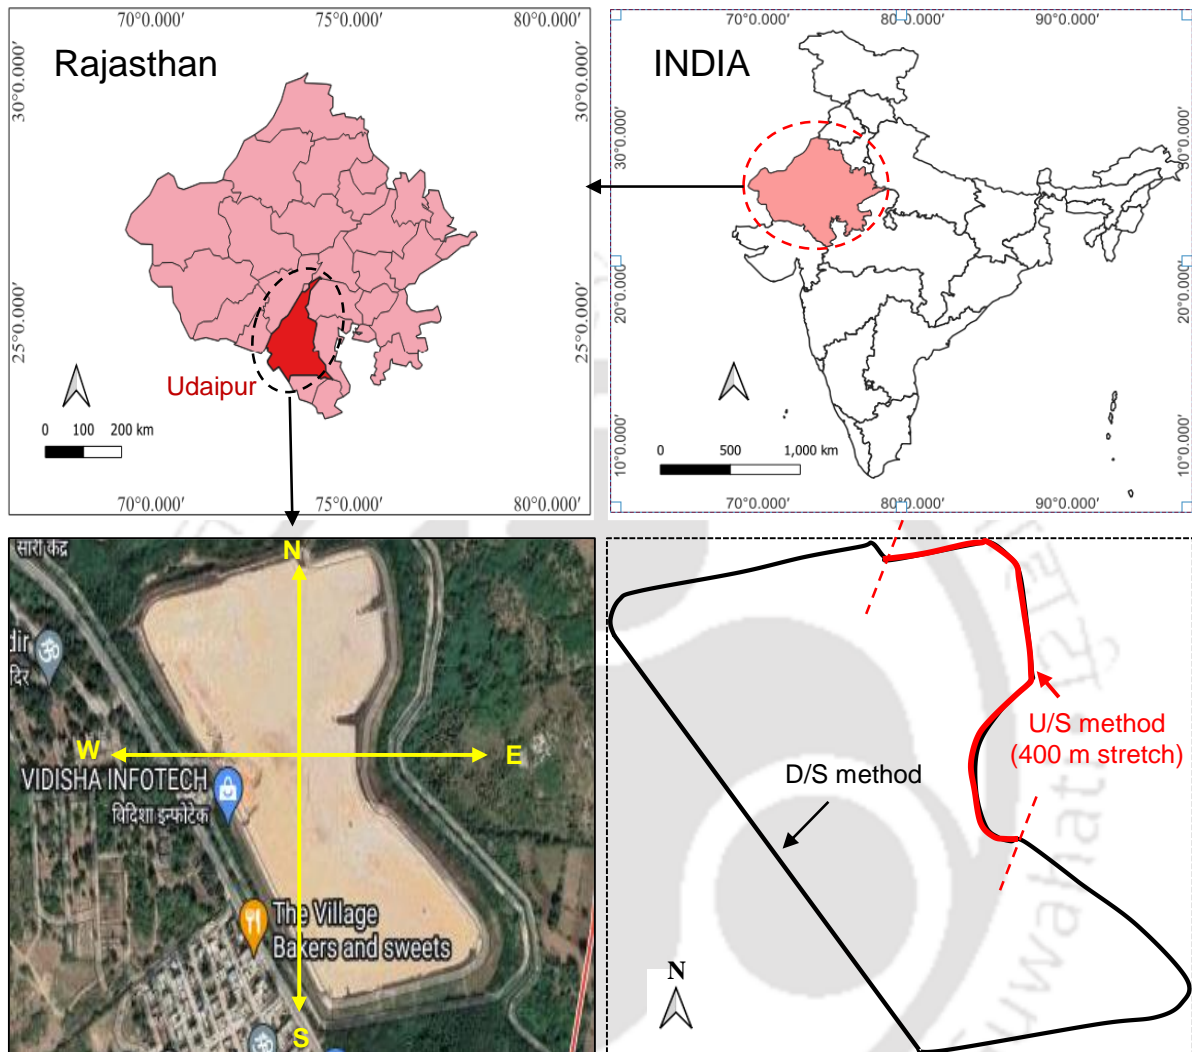 70°0.000′ 75°0.000′ 80°0.000′
Rajasthan
30°0.000′
30°0.000′
25°0.000′
25°0.000′
Udaipur
0 100 200 km
70°0.000′ 75°0.000′ 80°0.000′
70°0.000′ 80°0.000′ 90°0.000′
INDIA
30°0.000′
30°0.000′
20°0.000′
20°0.000′
10°0.000′
10°0.000′
0 500 1,000 km
70°0.000′ 80°0.000′ 90°0.000′
सारी केंद्र
N
dir
दिर
W
E
VIDISHA INFOTECH
विदिशा इन्फोटेक
The Village
Bakers and sweets
S
U/S method
(400 m stretch)
D/S method
N
Guwahati